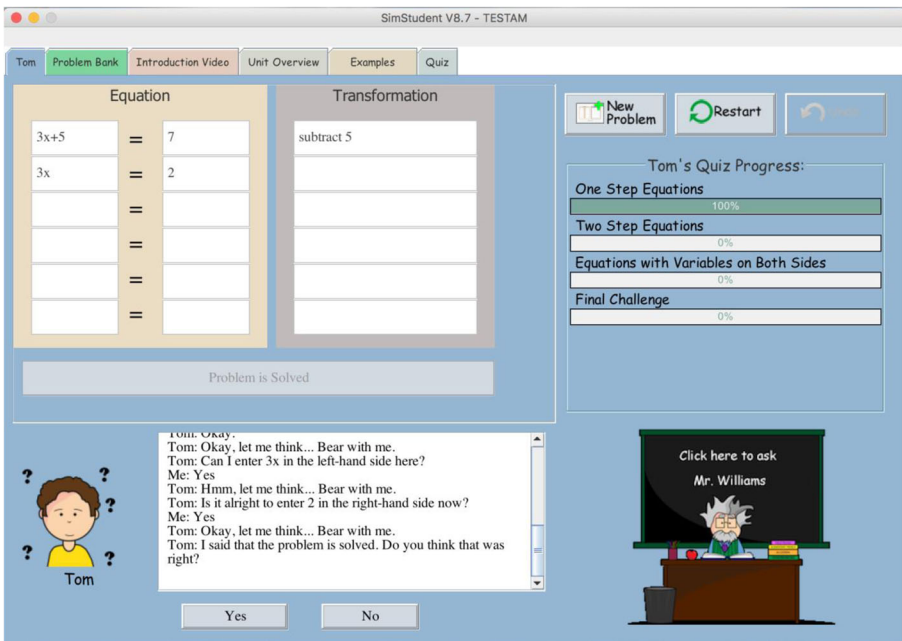 SimStudent V8.7 - TESTAM
Tom
Problem Bank
Introduction Video
Unit Overview
Examples
Quiz
Equation
Transformation
3x+5
=
7
subtract 5
3x
=
2
=
=
=
=
Problem is Solved
New
Problem
Restart
Tom's Quiz Progress:
One Step Equations
100%
Two Step Equations
0%
Equations with Variables on Both Sides
0%
Final Challenge
0%
Tom: Okay.
Tom: Okay, let me think... Bear with me.
Tom: Can I enter 3x in the left-hand side here?
Me: Yes
Tom: Hmm, let me think... Bear with me.
Tom: Is it alright to enter 2 in the right-hand side now?
Me: Yes
Tom: Okay, let me think... Bear with me.
Tom: I said that the problem is solved. Do you think that was
right?
? ? ? ? ?
Tom
Yes
No
Click here to ask
Mr. Williams